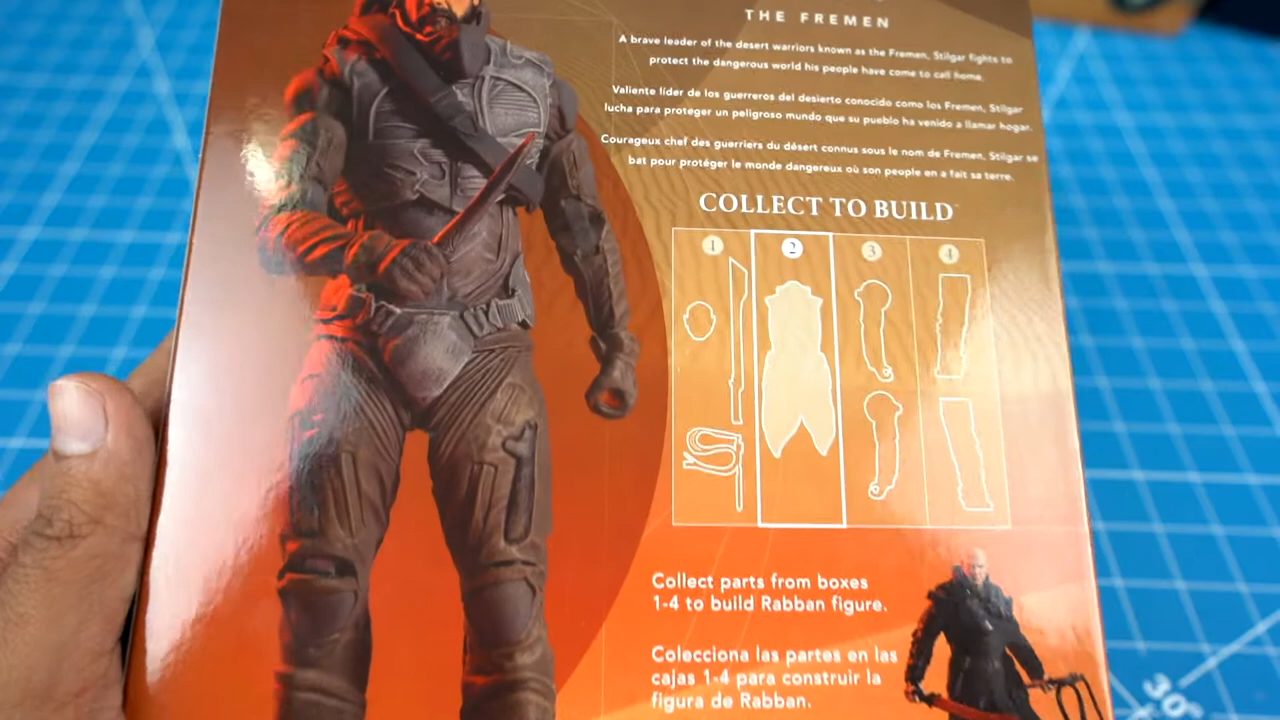 THE FREMEN
A brave leader of the desert warriors known as the Fremen, Stilgar fights to
protect the dangerous world his people have come to call home.
Valiente líder de los guerreros del desierto conocido como los Fremen, Stilgar
lucha para proteger un peligroso mundo que su pueblo ha venido a llamar hogar.
Courageux chef des guerriers du désert connus sous le nom de Fremen, Stilgar se
bat pour protéger le monde dangereux où son people en a fait sa terre.
COLLECT TO BUILD
1 2 3 4
Collect parts from boxes
1-4 to build Rabban figure.
Colecciona las partes en las
cajas 1-4 para construir la
figura de Rabban.
30°